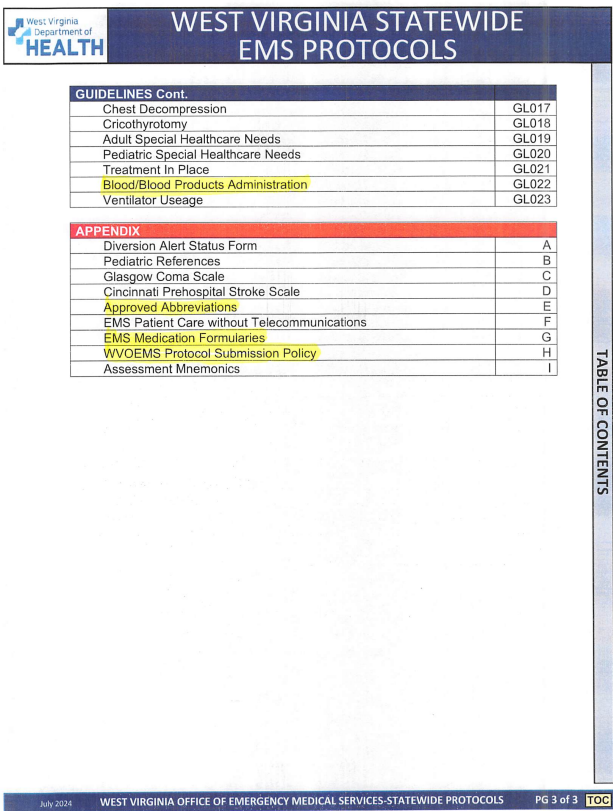 West Virginia
Department of
HEALTH
WEST VIRGINIA STATEWIDE
EMS PROTOCOLS
GUIDELINES Cont.
Chest Decompression GL017
Cricothyrotomy GL018
Adult Special Healthcare Needs GL019
Pediatric Special Healthcare Needs GL020
Treatment In Place GL021
Blood/Blood Products Administration GL022
Ventilator Useage GL023
APPENDIX
Diversion Alert Status Form A
Pediatric References B
Glasgow Coma Scale C
Cincinnati Prehospital Stroke Scale D
Approved Abbreviations E
EMS Patient Care without Telecommunications F
EMS Medication Formularies G
WVOEMS Protocol Submission Policy H
Assessment Mnemonics I
TABLE OF CONTENTS
July 2024 WEST VIRGINIA OFFICE OF EMERGENCY MEDICAL SERVICES-STATEWIDE PROTOCOLS PG 3 of 3 TOC